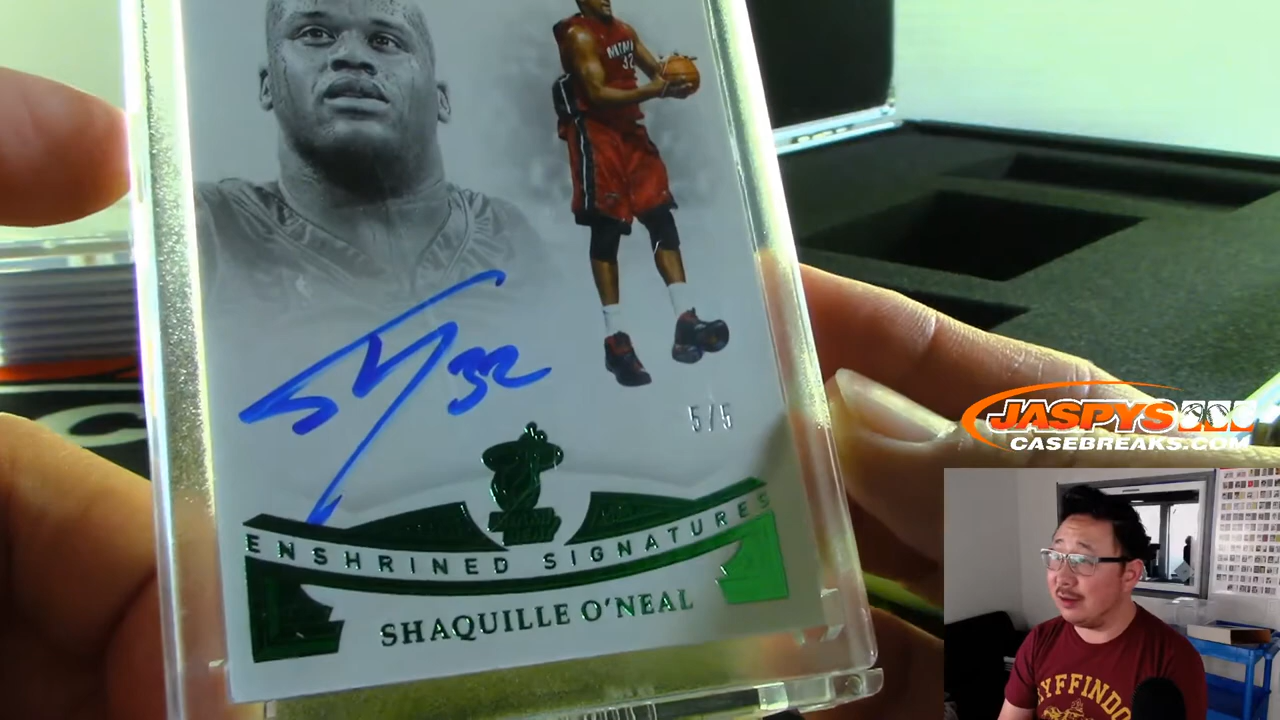 MIAMI
32
32
5/5
ENSHRINED SIGNATURES
SHAQUILLE O'NEAL
JASPYS
CASEBREAKS.COM